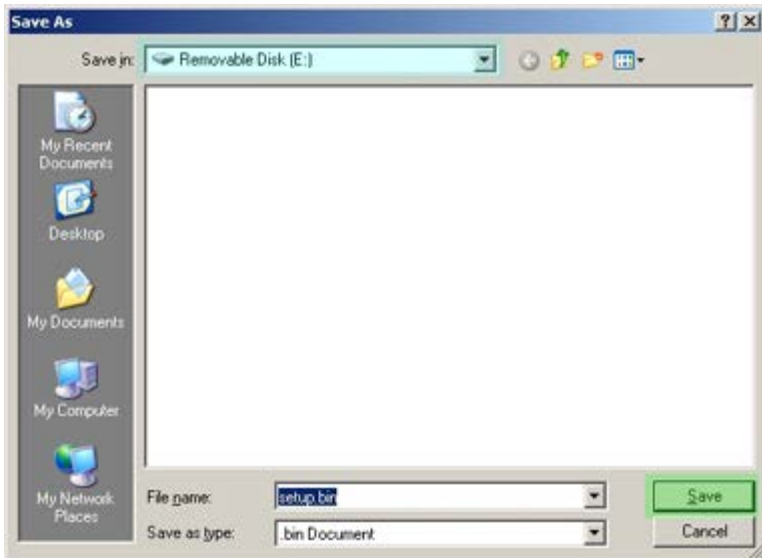 Save As
Save in: Removable Disk (E:)
My Recent
Documents
Desktop
My Documents
My Computer
My Network
Places
File name: setup.bin Save
Save as type: .bin Document Cancel